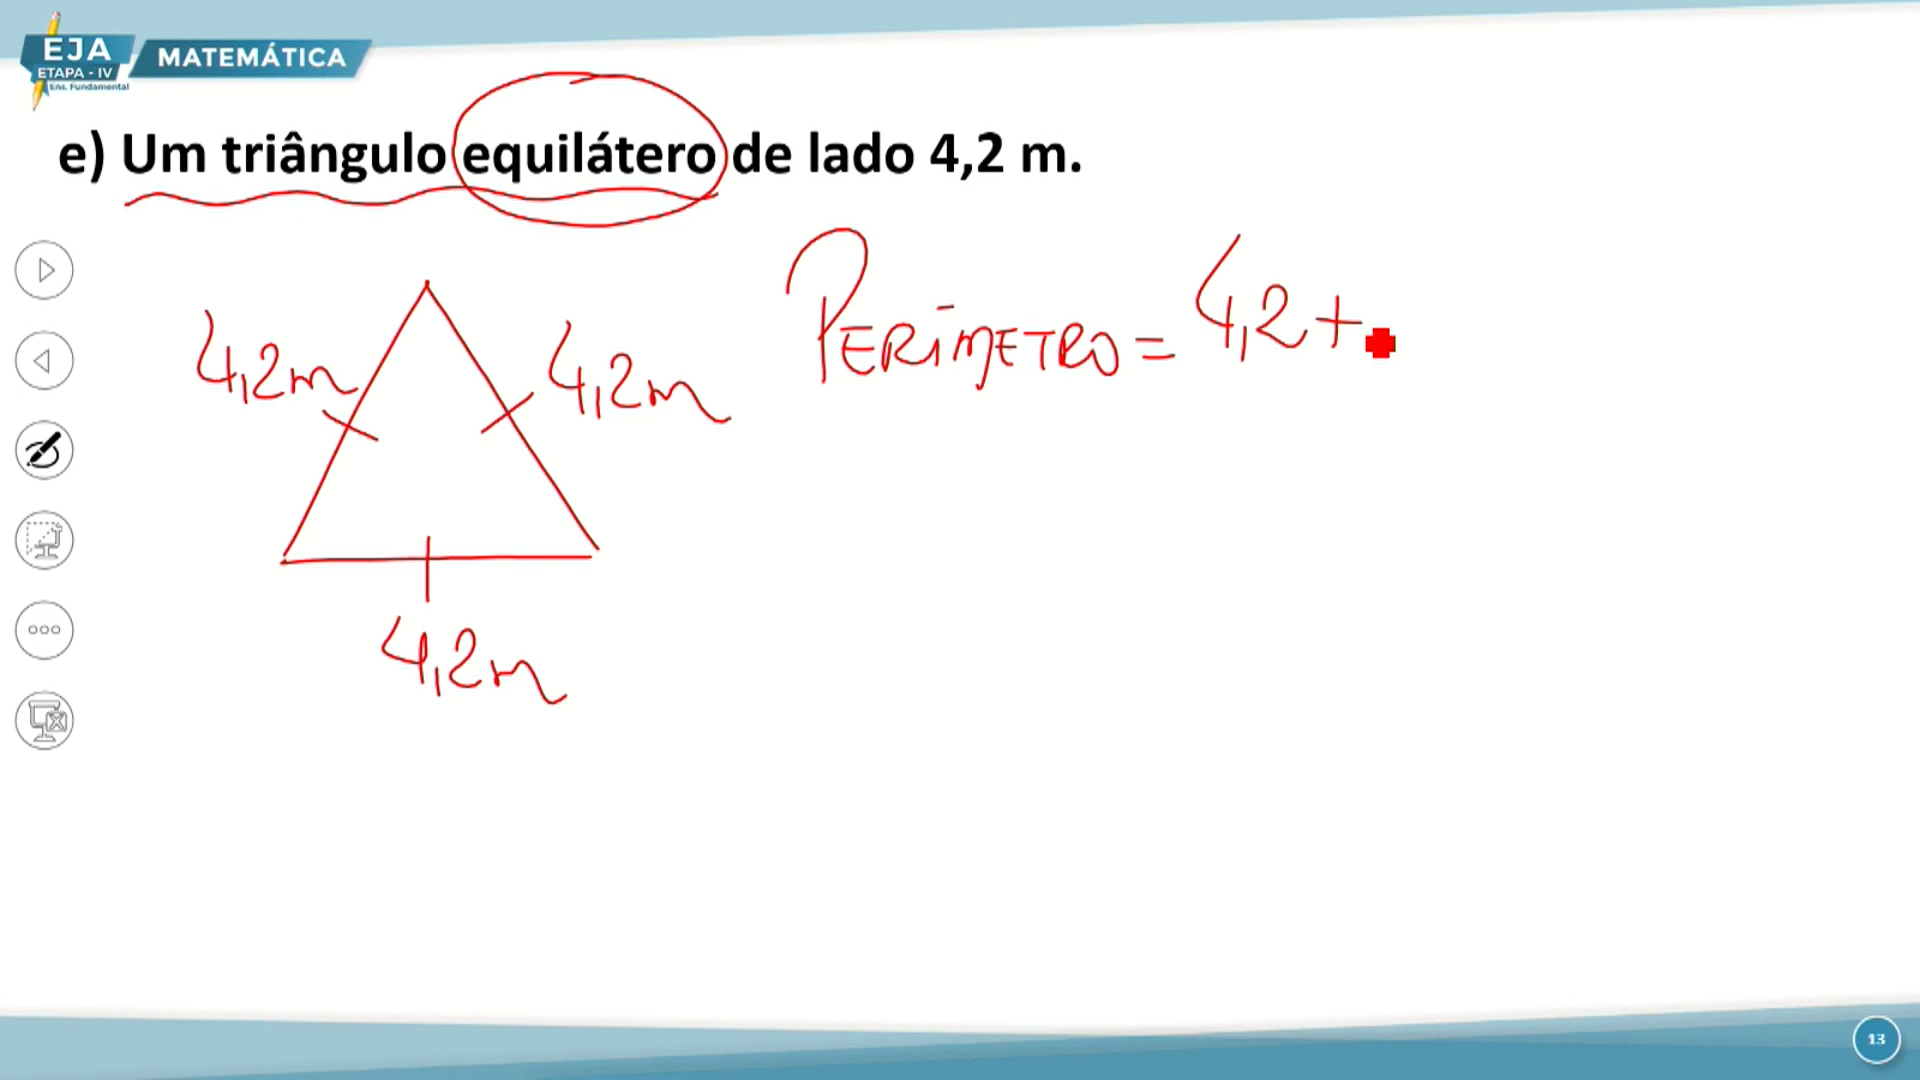 EJA
ETAPA - IV
Ens. Fundamental
MATEMÁTICA
e) Um triângulo equilátero de lado 4,2 m.
4,2m
4,2m
4,2m
PERÍMETRO = 4,2 +
13